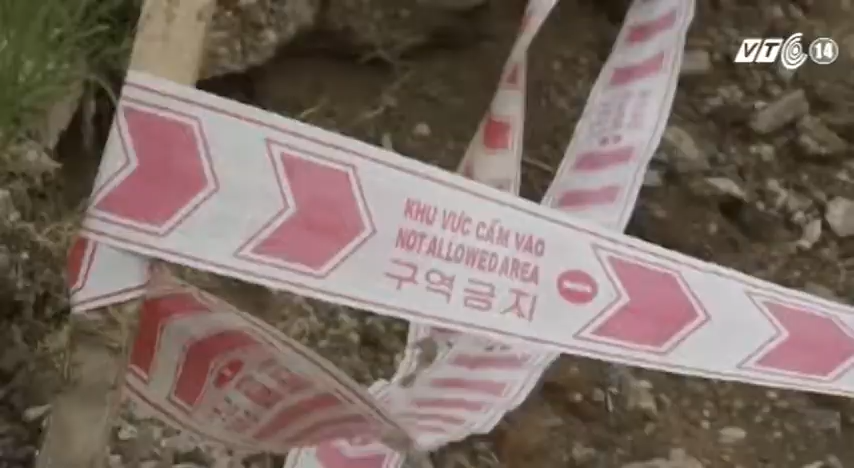 VTC 14
KHU VỰC CẤM VÀO
NOT ALLOWED AREA
구역금지